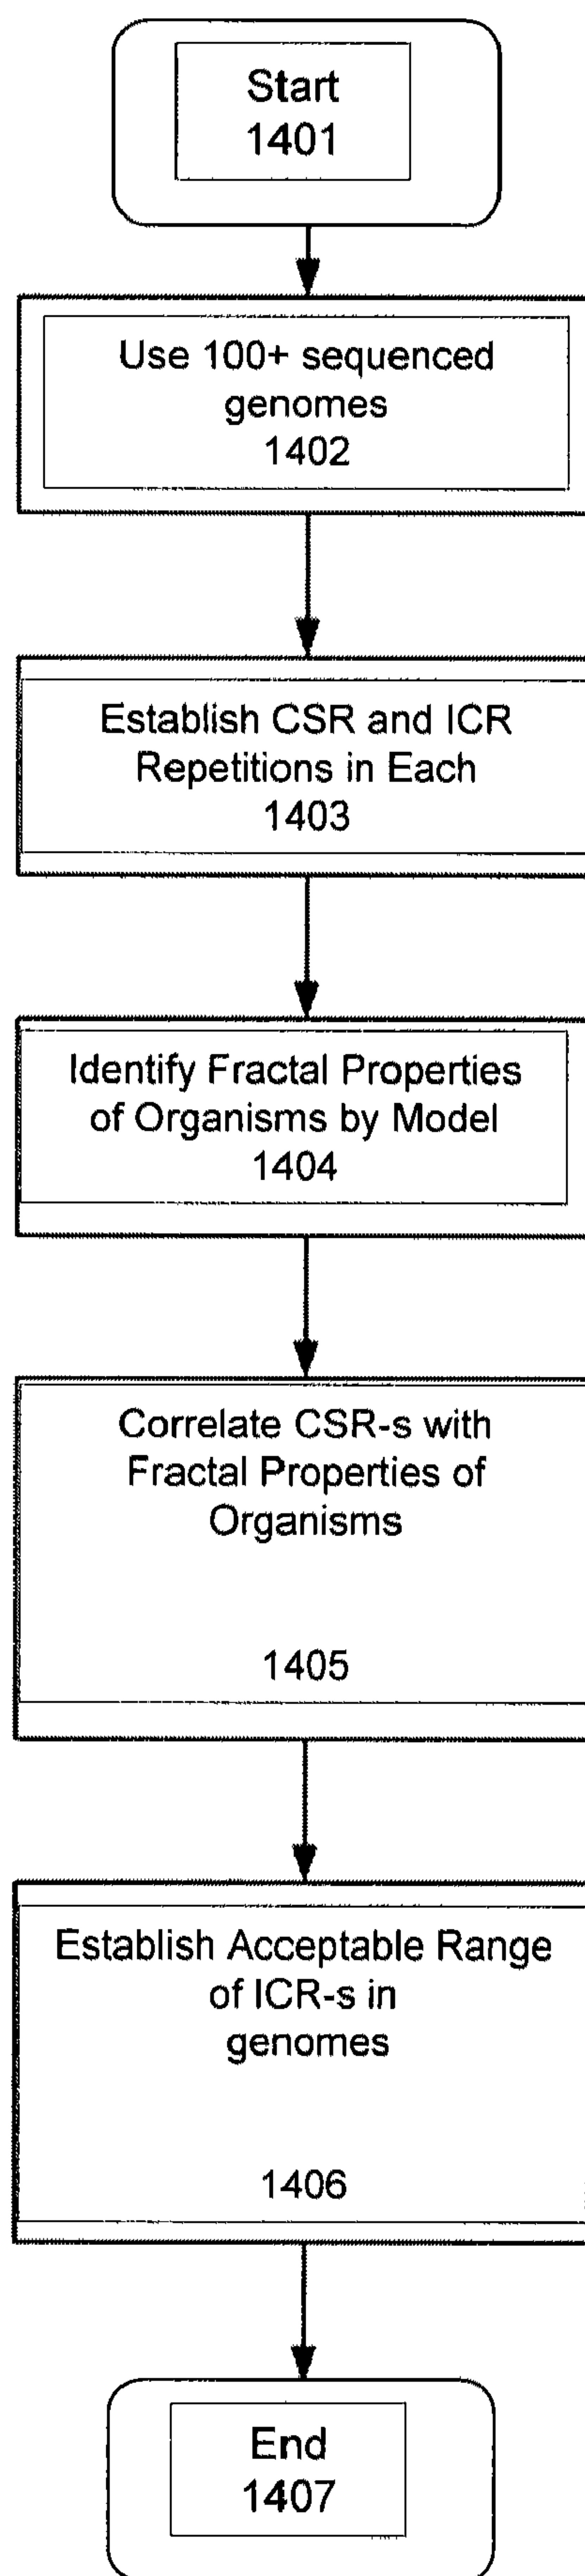 Start
1401
Use 100+ sequenced
genomes
1402
Establish CSR and ICR
Repetitions in Each
1403
Identify Fractal Properties
of Organisms by Model
1404
Correlate CSR-s with
Fractal Properties of
Organisms
1405
Establish Acceptable Range
of ICR-s in
genomes
1406
End
1407